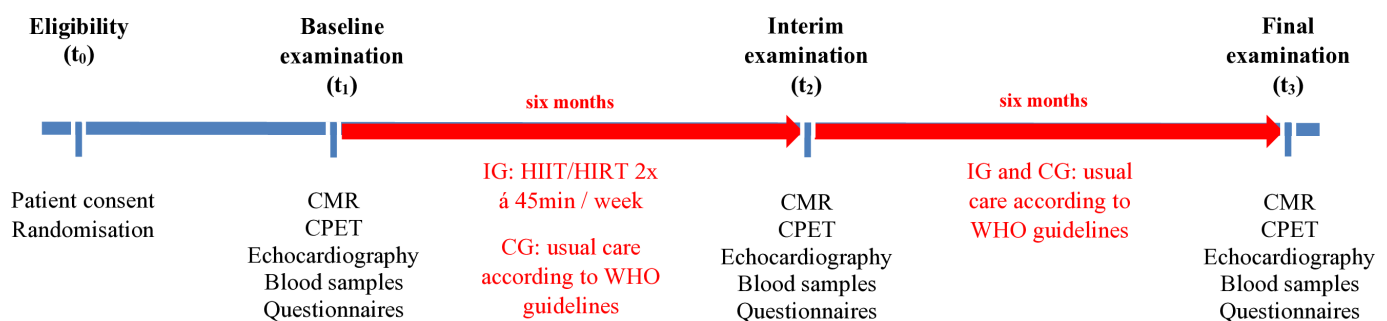 Eligibility
(t₀)
Baseline
examination
(t₁)
Interim
examination
(t₂)
Final
examination
(t₃)
six months
six months
Patient consent
Randomisation
CMR
CPET
Echocardiography
Blood samples
Questionnaires
IG: HIIT/HIRT 2x
á 45min / week
CG: usual care
according to WHO
guidelines
CMR
CPET
Echocardiography
Blood samples
Questionnaires
IG and CG: usual
care according to
WHO guidelines
CMR
CPET
Echocardiography
Blood samples
Questionnaires